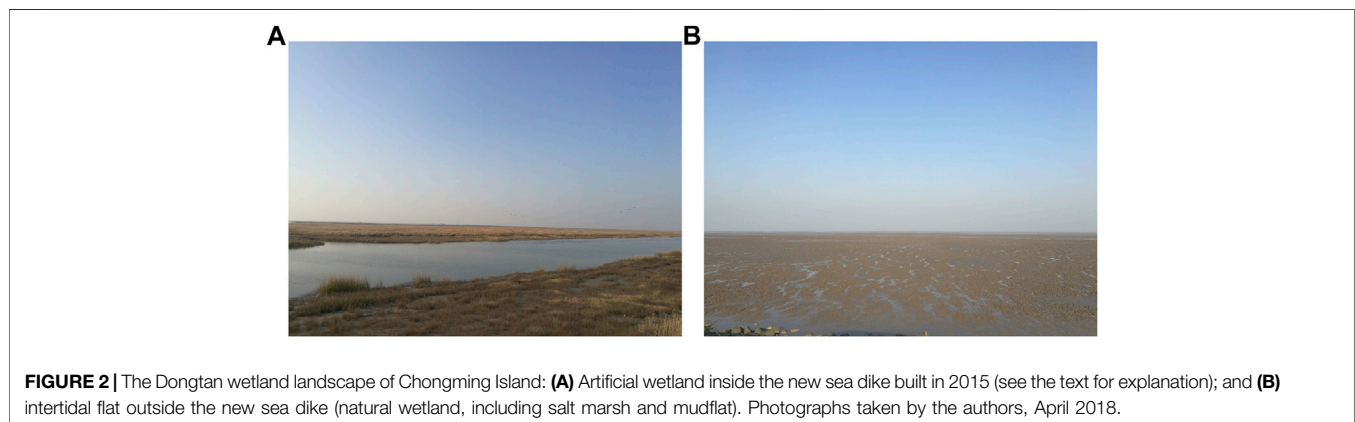 A
B
FIGURE 2 | The Dongtan wetland landscape of Chongming Island: (A) Artificial wetland inside the new sea dike built in 2015 (see the text for explanation); and (B)
intertidal flat outside the new sea dike (natural wetland, including salt marsh and mudflat). Photographs taken by the authors, April 2018.